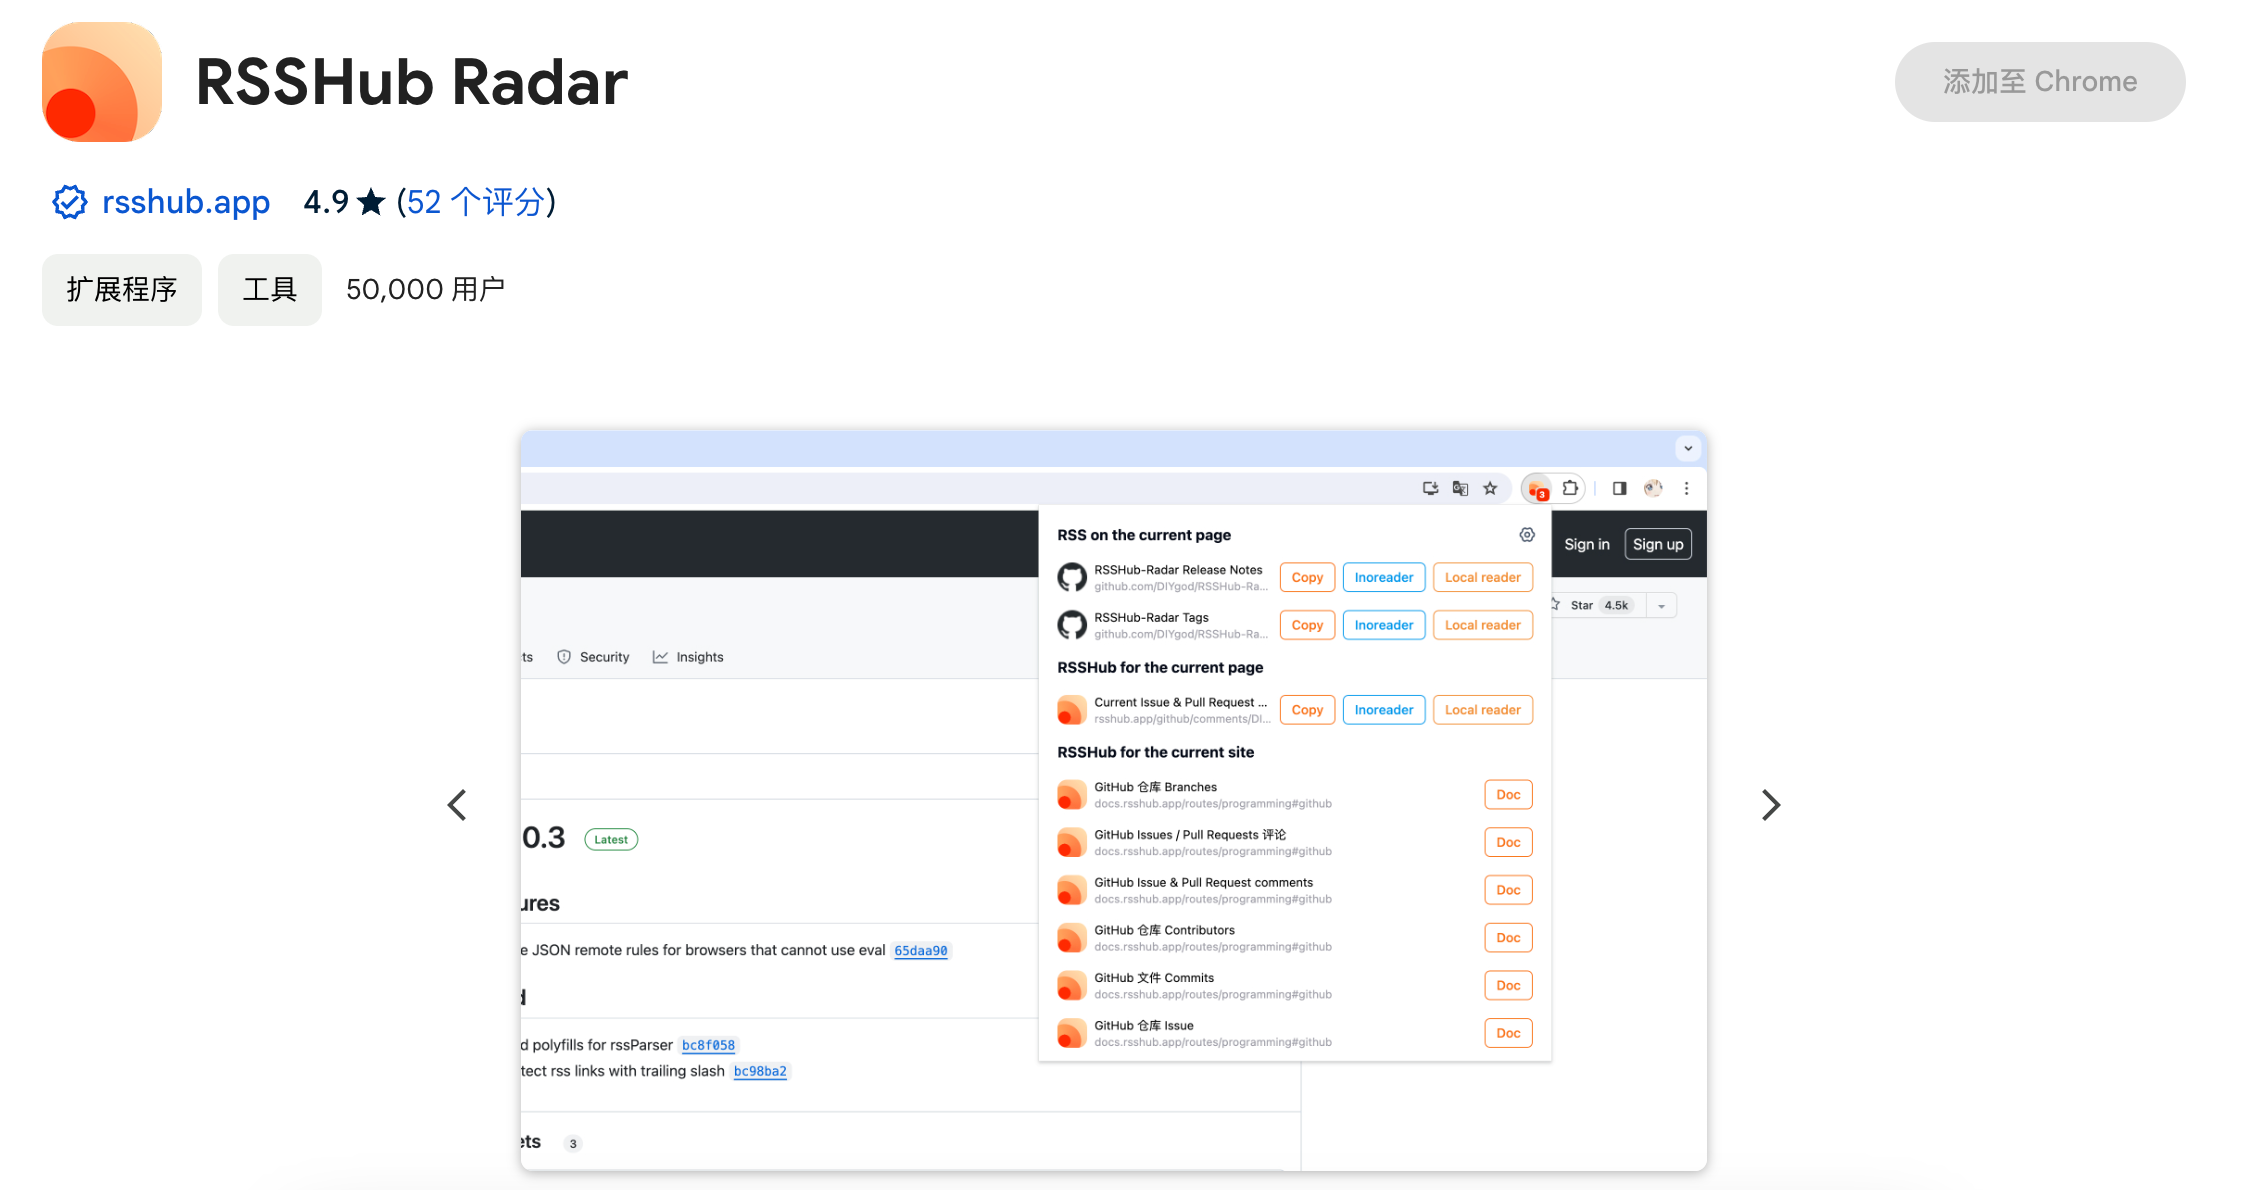 RSSHub Radar
添加至 Chrome
rsshub.app 4.9 ★ (52 个评分)
扩展程序 工具 50,000 用户
3
RSS on the current page
Sign in Sign up
RSSHub-Radar Release Notes
github.com/DIYgod/RSSHub-Ra...
Copy Inoreader Local reader
Star 4.5k
RSSHub-Radar Tags
github.com/DIYgod/RSSHub-Ra...
Copy Inoreader Local reader
ts Security Insights
RSSHub for the current page
Current Issue & Pull Request ...
rsshub.app/github/comments/DI...
Copy Inoreader Local reader
RSSHub for the current site
GitHub 仓库 Branches
docs.rsshub.app/routes/programming#github
Doc
GitHub Issues / Pull Requests 评论
docs.rsshub.app/routes/programming#github
Doc
GitHub Issue & Pull Request comments
docs.rsshub.app/routes/programming#github
Doc
GitHub 仓库 Contributors
docs.rsshub.app/routes/programming#github
Doc
GitHub 文件 Commits
docs.rsshub.app/routes/programming#github
Doc
GitHub 仓库 Issue
docs.rsshub.app/routes/programming#github
Doc
0.3 Latest
ures
e JSON remote rules for browsers that cannot use eval 65daa90
d
d polyfills for rssParser bc8f058
tect rss links with trailing slash bc98ba2
ets 3